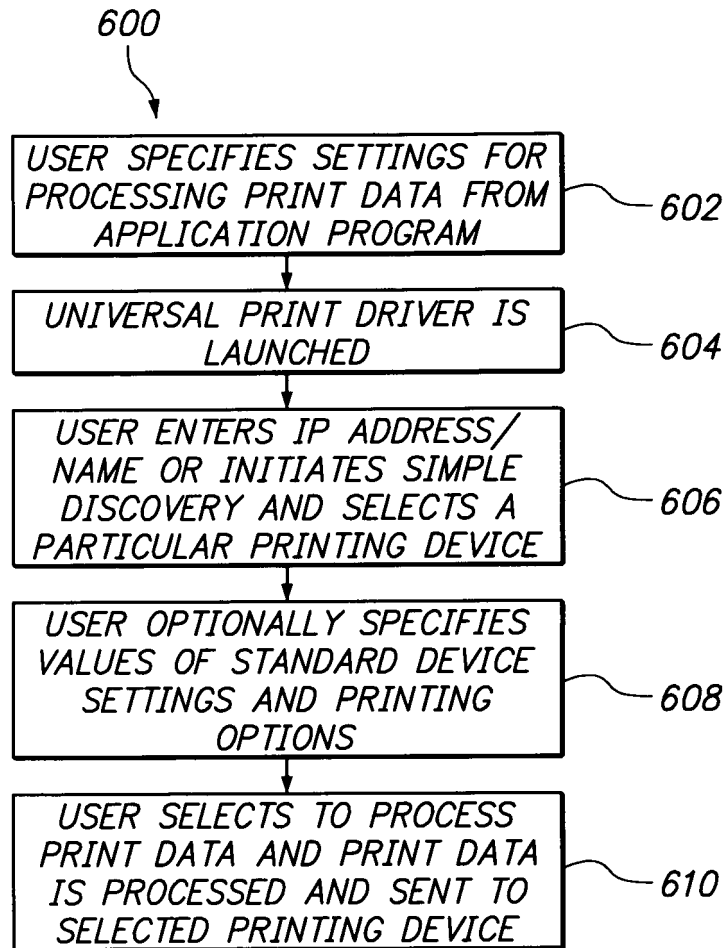 600
USER SPECIFIES SETTINGS FOR
PROCESSING PRINT DATA FROM
APPLICATION PROGRAM
602
UNIVERSAL PRINT DRIVER IS
LAUNCHED
604
USER ENTERS IP ADDRESS/
NAME OR INITIATES SIMPLE
DISCOVERY AND SELECTS A
PARTICULAR PRINTING DEVICE
606
USER OPTIONALLY SPECIFIES
VALUES OF STANDARD DEVICE
SETTINGS AND PRINTING
OPTIONS
608
USER SELECTS TO PROCESS
PRINT DATA AND PRINT DATA
IS PROCESSED AND SENT TO
SELECTED PRINTING DEVICE
610